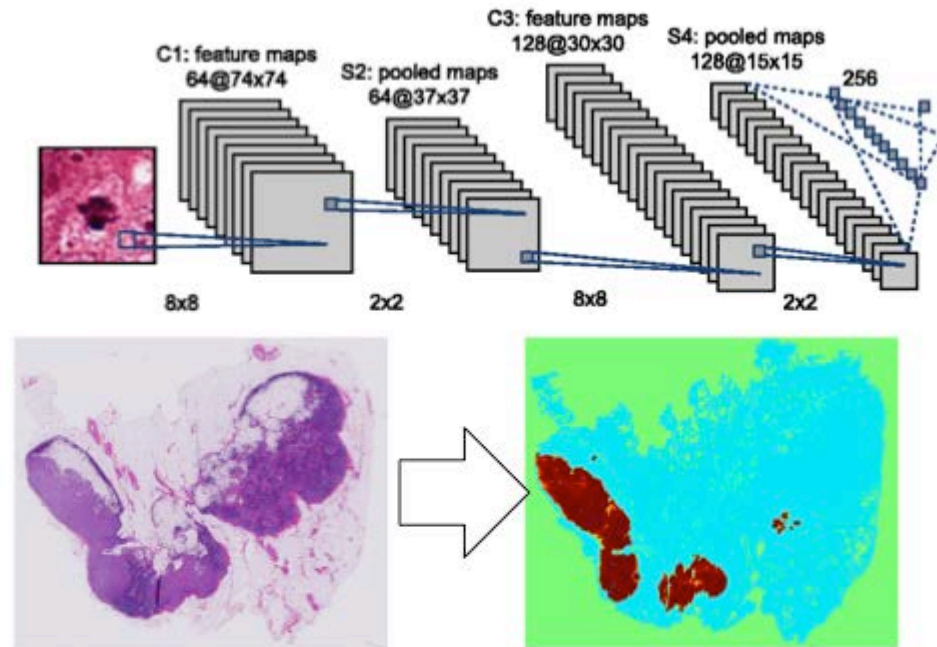 C1: feature maps
64@74x74
S2: pooled maps
64@37x37
C3: feature maps
128@30x30
S4: pooled maps
128@15x15
256
8x8
2x2
8x8
2x2